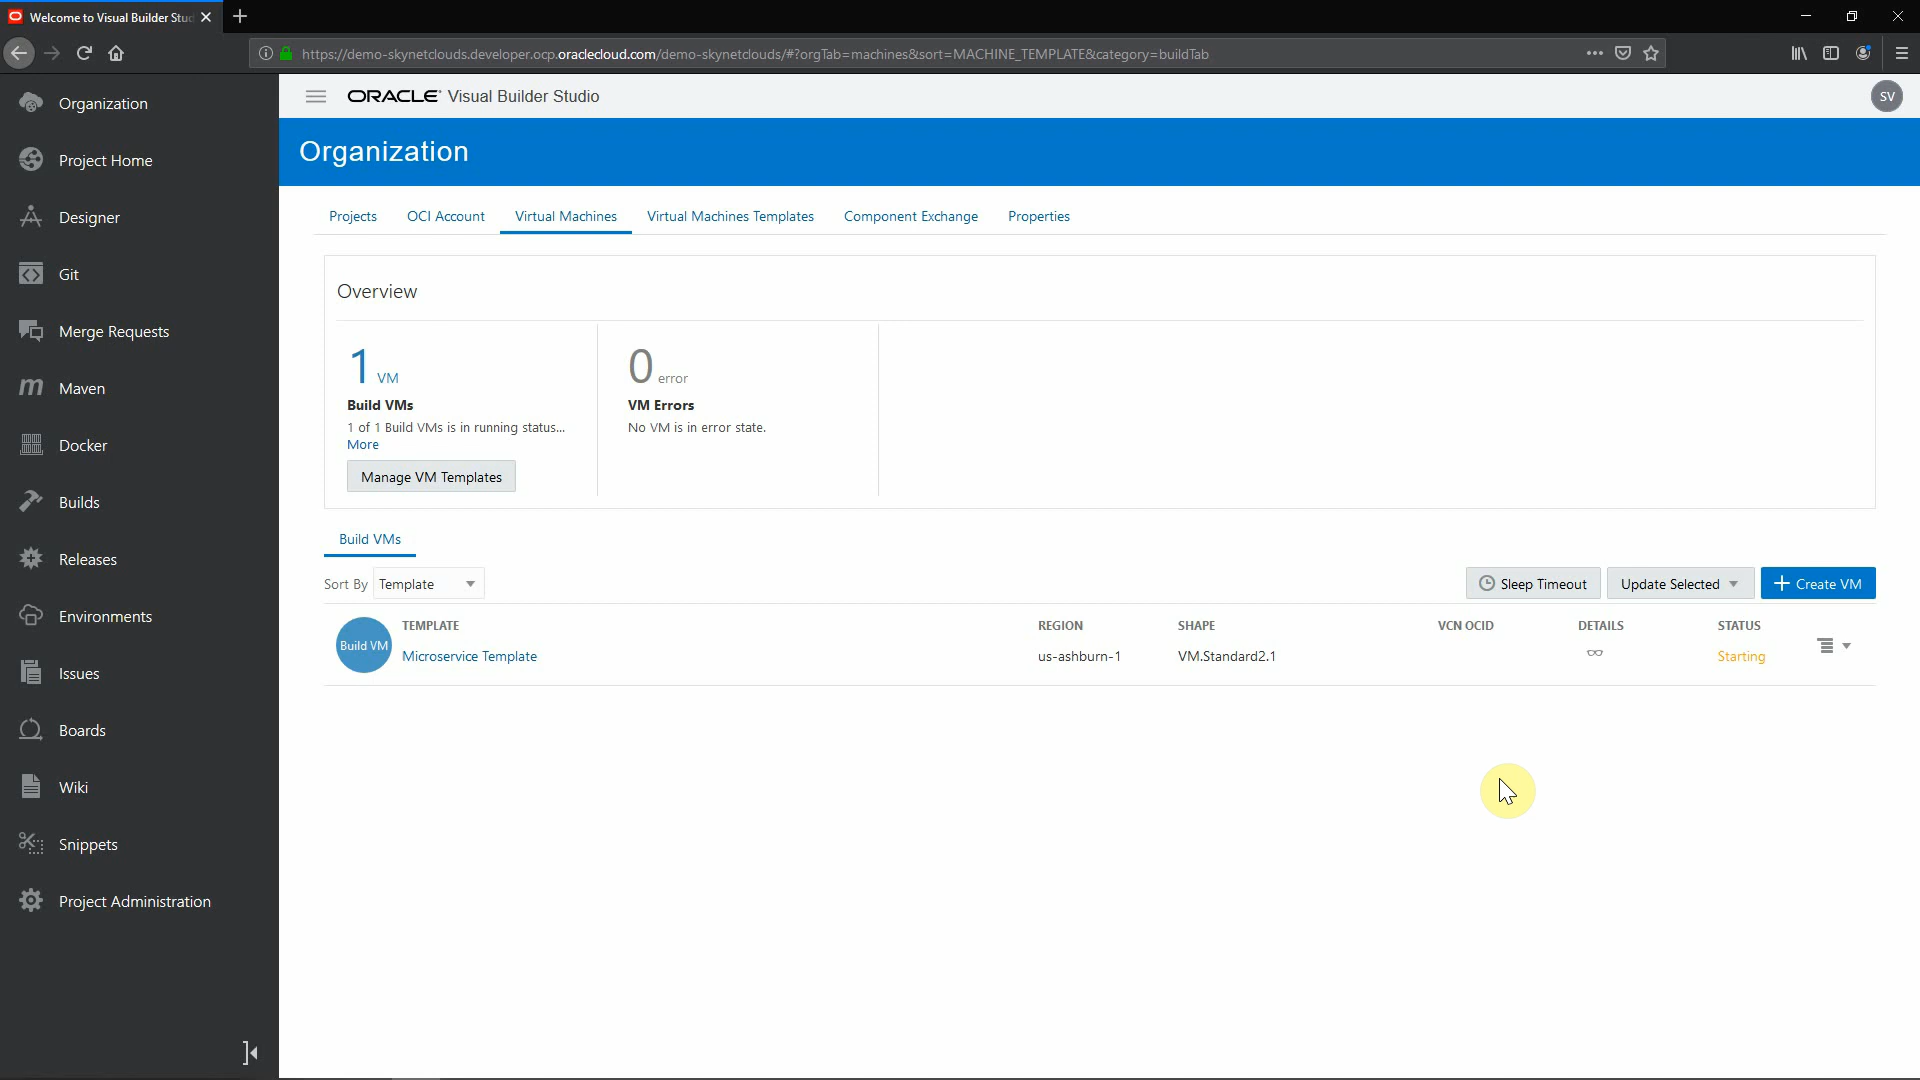 Welcome to Visual Builder Stud
https://demo-skynetclouds.developer.ocp.oraclecloud.com/demo-skynetclouds/#?orgTab=machines&sort=MACHINE_TEMPLATE&category=buildTab
Organization
Project Home
Designer
Git
Merge Requests
Maven
Docker
Builds
Releases
Environments
Issues
Boards
Wiki
Snippets
Project Administration
ORACLE Visual Builder Studio
SV
Organization
Projects OCI Account Virtual Machines Virtual Machines Templates Component Exchange Properties
Overview
1 VM
Build VMs
1 of 1 Build VMs is in running status...
More
Manage VM Templates
0 error
VM Errors
No VM is in error state.
Build VMs
Sort By Template
Sleep Timeout Update Selected Create VM
TEMPLATE REGION SHAPE VCN OCID DETAILS STATUS
Build VM Microservice Template us-ashburn-1 VM.Standard2.1 Starting